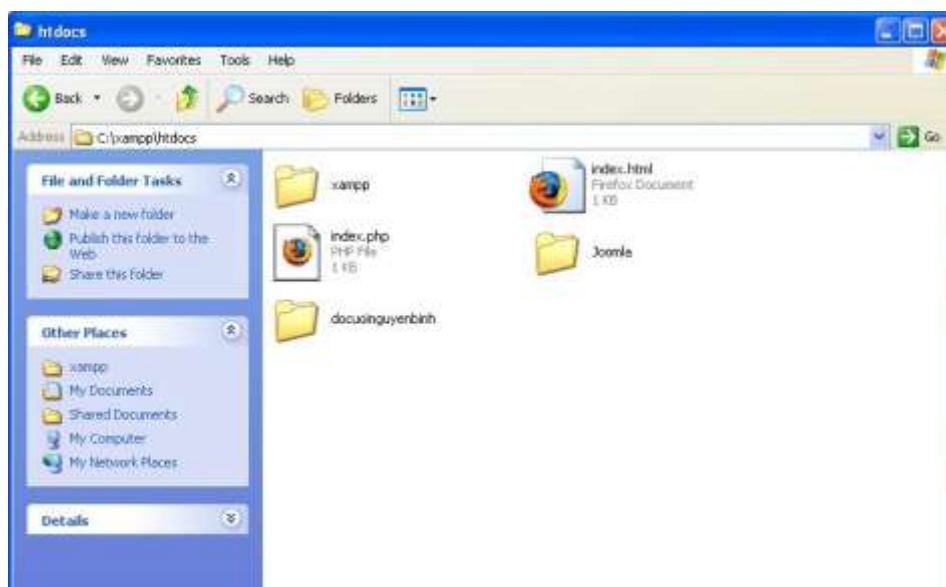 htdocs
File Edit View Favorites Tools Help
Back Search Folders
Address C:\xampp\htdocs Go
File and Folder Tasks
Make a new folder
Publish this folder to the
Web
Share this folder
Other Places
xampp
My Documents
Shared Documents
My Computer
My Network Places
Details
xampp
index.html
Firefox Document
1 KB
index.php
PHP File
1 KB
Joomla
docuoinguyenbinh